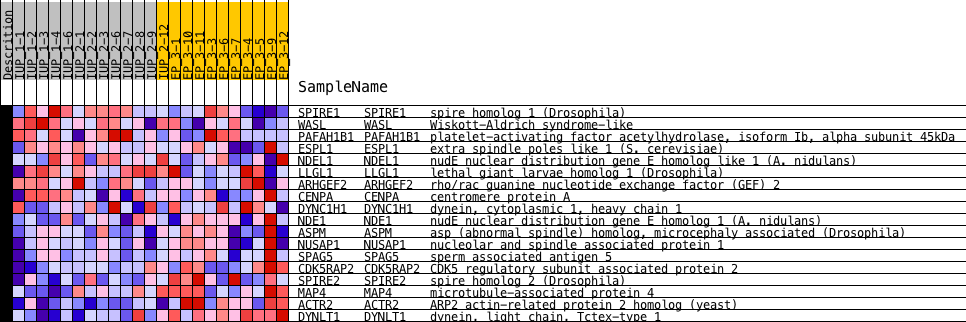 Descrition
IUP_1-1
IUP_1-2
IUP_1-3
IUP_1-4
IUP_1-6
IUP_2-1
IUP_2-2
IUP_2-3
IUP_2-6
IUP_2-7
IUP_2-8
IUP_2-9
IUP_2-12
EP_3-1
EP_3-10
EP_3-11
EP_3-3
EP_3-6
EP_3-7
EP_3-4
EP_3-5
EP_3-9
EP_3-12
SampleName
SPIRE1 SPIRE1 spire homolog 1 (Drosophila)
WASL WASL Wiskott-Aldrich syndrome-like
PAFAH1B1 PAFAH1B1 platelet-activating factor acetylhydrolase, isoform Ib, alpha subunit 45kDa
ESPL1 ESPL1 extra spindle poles like 1 (S. cerevisiae)
NDEL1 NDEL1 nudE nuclear distribution gene E homolog like 1 (A. nidulans)
LLGL1 LLGL1 lethal giant larvae homolog 1 (Drosophila)
ARHGEF2 ARHGEF2 rho/rac guanine nucleotide exchange factor (GEF) 2
CENPA CENPA centromere protein A
DYNC1H1 DYNC1H1 dynein, cytoplasmic 1, heavy chain 1
NDE1 NDE1 nudE nuclear distribution gene E homolog 1 (A. nidulans)
ASPM ASPM asp (abnormal spindle) homolog, microcephaly associated (Drosophila)
NUSAP1 NUSAP1 nucleolar and spindle associated protein 1
SPAG5 SPAG5 sperm associated antigen 5
CDK5RAP2 CDK5RAP2 CDK5 regulatory subunit associated protein 2
SPIRE2 SPIRE2 spire homolog 2 (Drosophila)
MAP4 MAP4 microtubule-associated protein 4
ACTR2 ACTR2 ARP2 actin-related protein 2 homolog (yeast)
DYNLT1 DYNLT1 dynein, light chain, Tctex-type 1